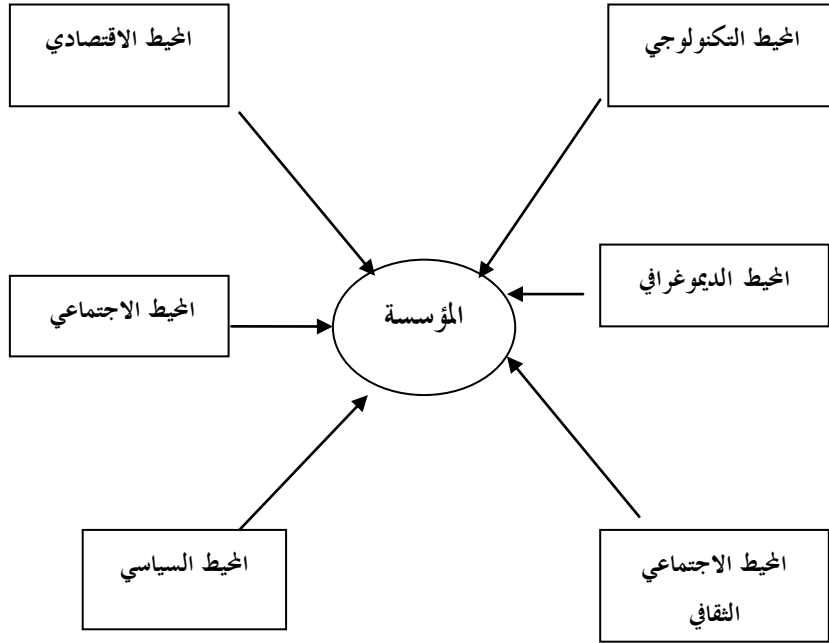 المحيط التكنولوجي
المحيط الاقتصادي
المحيط الديموغرافي
المحيط الاجتماعي
المؤسسة
المحيط الاجتماعي
الثقافي
المحيط السياسي